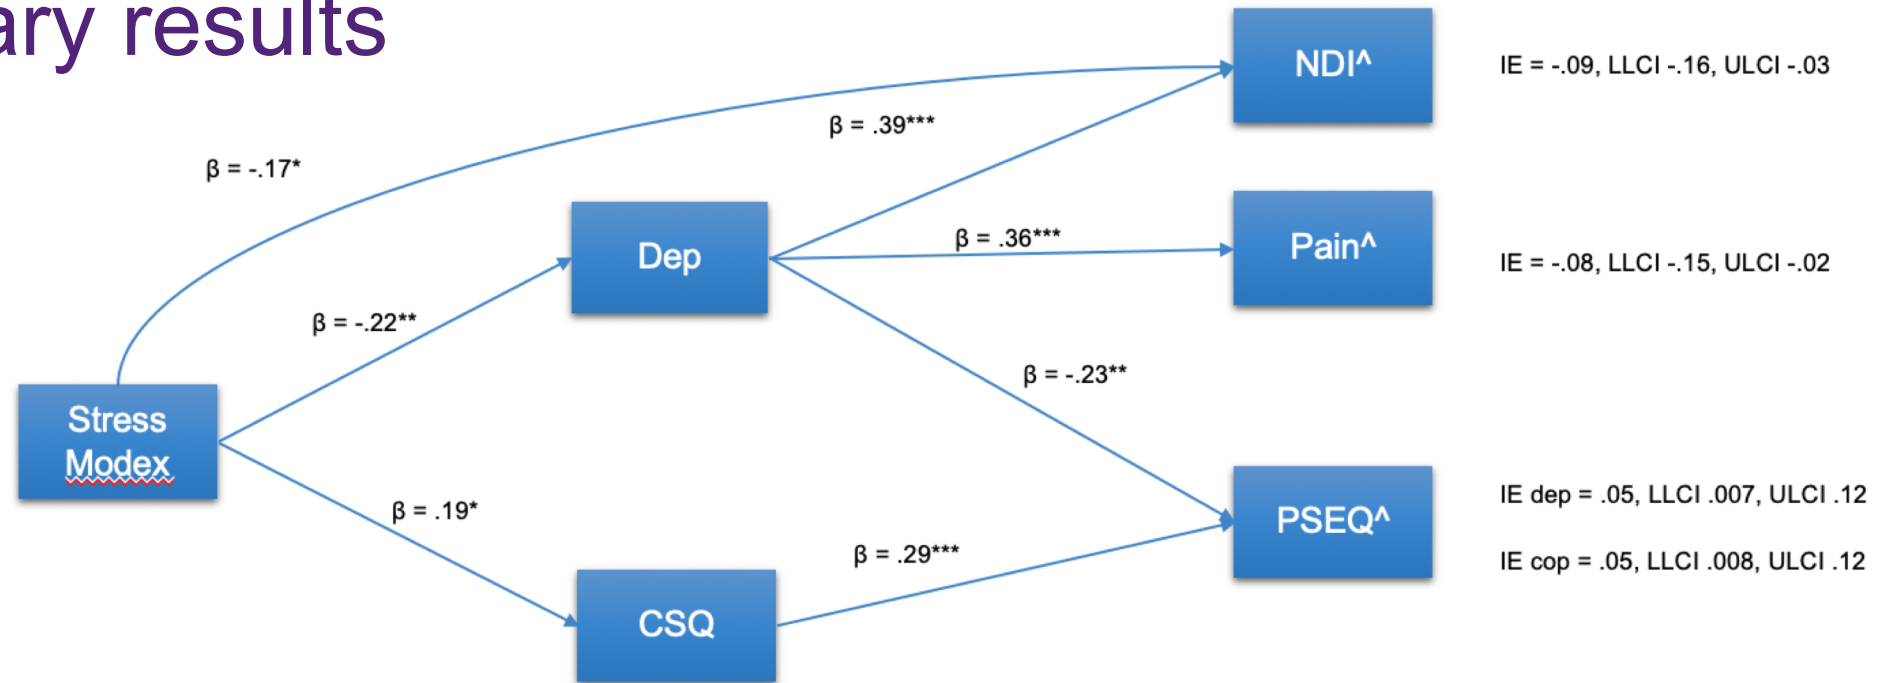 ary results
NDI^
IE = -.09, LLCI -.16, ULCI -.03
β = .39***
β = -.17*
Dep
β = .36***
Pain^
IE = -.08, LLCI -.15, ULCI -.02
β = -.22**
β = -.23**
Stress
Modex
β = .19*
IE dep = .05, LLCI .007, ULCI .12
PSEQ^
β = .29***
IE cop = .05, LLCI .008, ULCI .12
CSQ